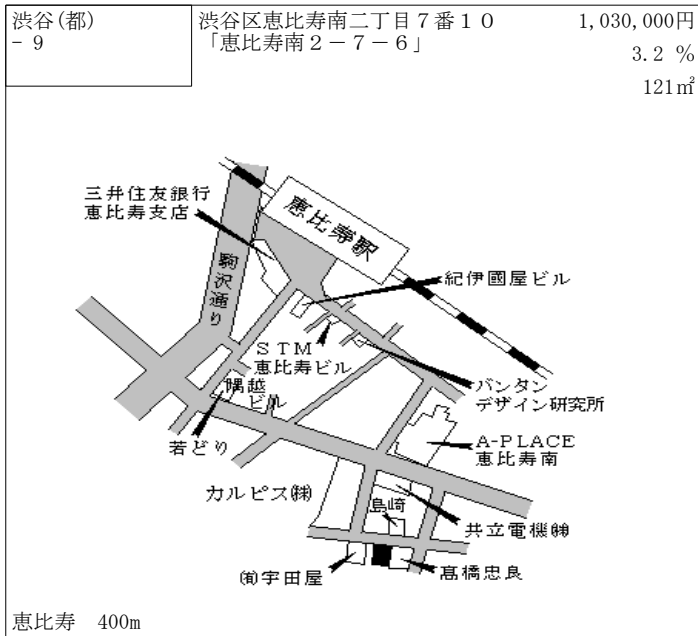 渋谷(都)
- 9
渋谷区恵比寿南二丁目７番１０
「恵比寿南２－７－６」
1,030,000円
3.2 %
121㎡
三井住友銀行
恵比寿支店
恵比寿駅
駒沢通り
紀伊國屋ビル
ＳＴＭ
恵比寿ビル
隅越
ビル
バンタン
デザイン研究所
若どり
A-PLACE
恵比寿南
カルピス㈱
島崎
共立電機㈱
㈲宇田屋
髙橋忠良
恵比寿　400m